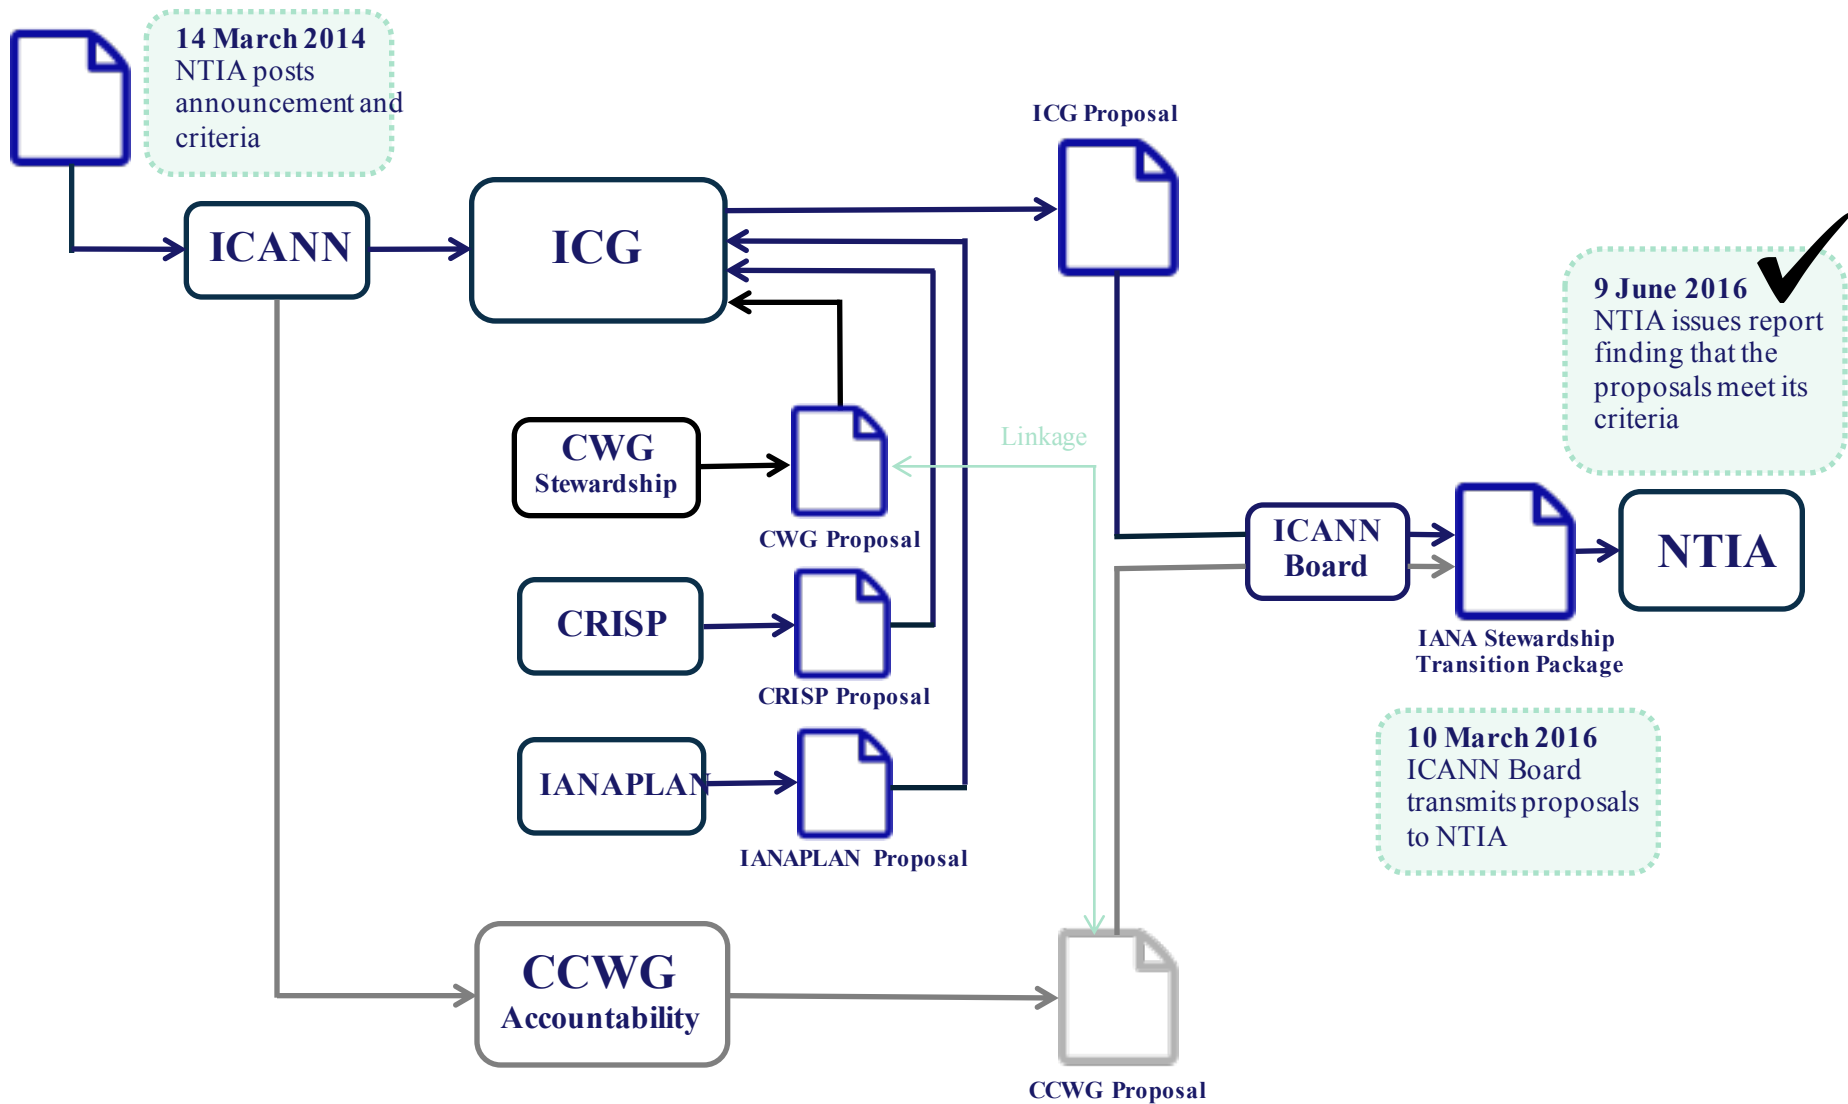 14 March 2014
NTIA posts
announcement and
criteria
ICG Proposal
ICANN
ICG
9 June 2016
NTIA issues report
finding that the
proposals meet its
criteria
CWG
Stewardship
Linkage
CWG Proposal
ICANN
Board
NTIA
CRISP
CRISP Proposal
IANA Stewardship
Transition Package
IANAPLAN
IANAPLAN Proposal
10 March 2016
ICANN Board
transmits proposals
to NTIA
CCWG
Accountability
CCWG Proposal